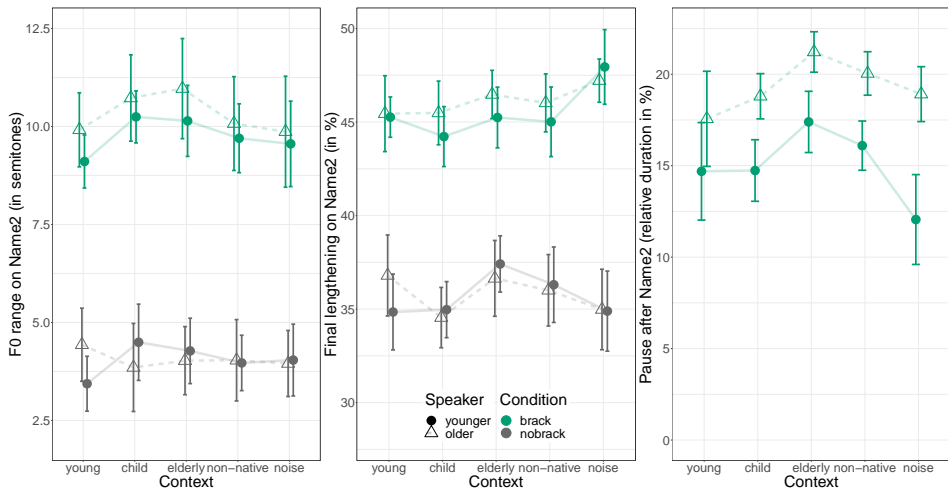 F0 range on Name2 (in semitones)
12.5
10.0
7.5
5.0
2.5
young child elderly non−native noise
Context
Final lengthening on Name2 (in %)
50
45
40
35
30
Speaker
younger
older
Condition
brack
nobrack
young child elderly non−native noise
Context
Pause after Name2 (relative duration in %)
20
15
10
5
0
young child elderly non−native noise
Context